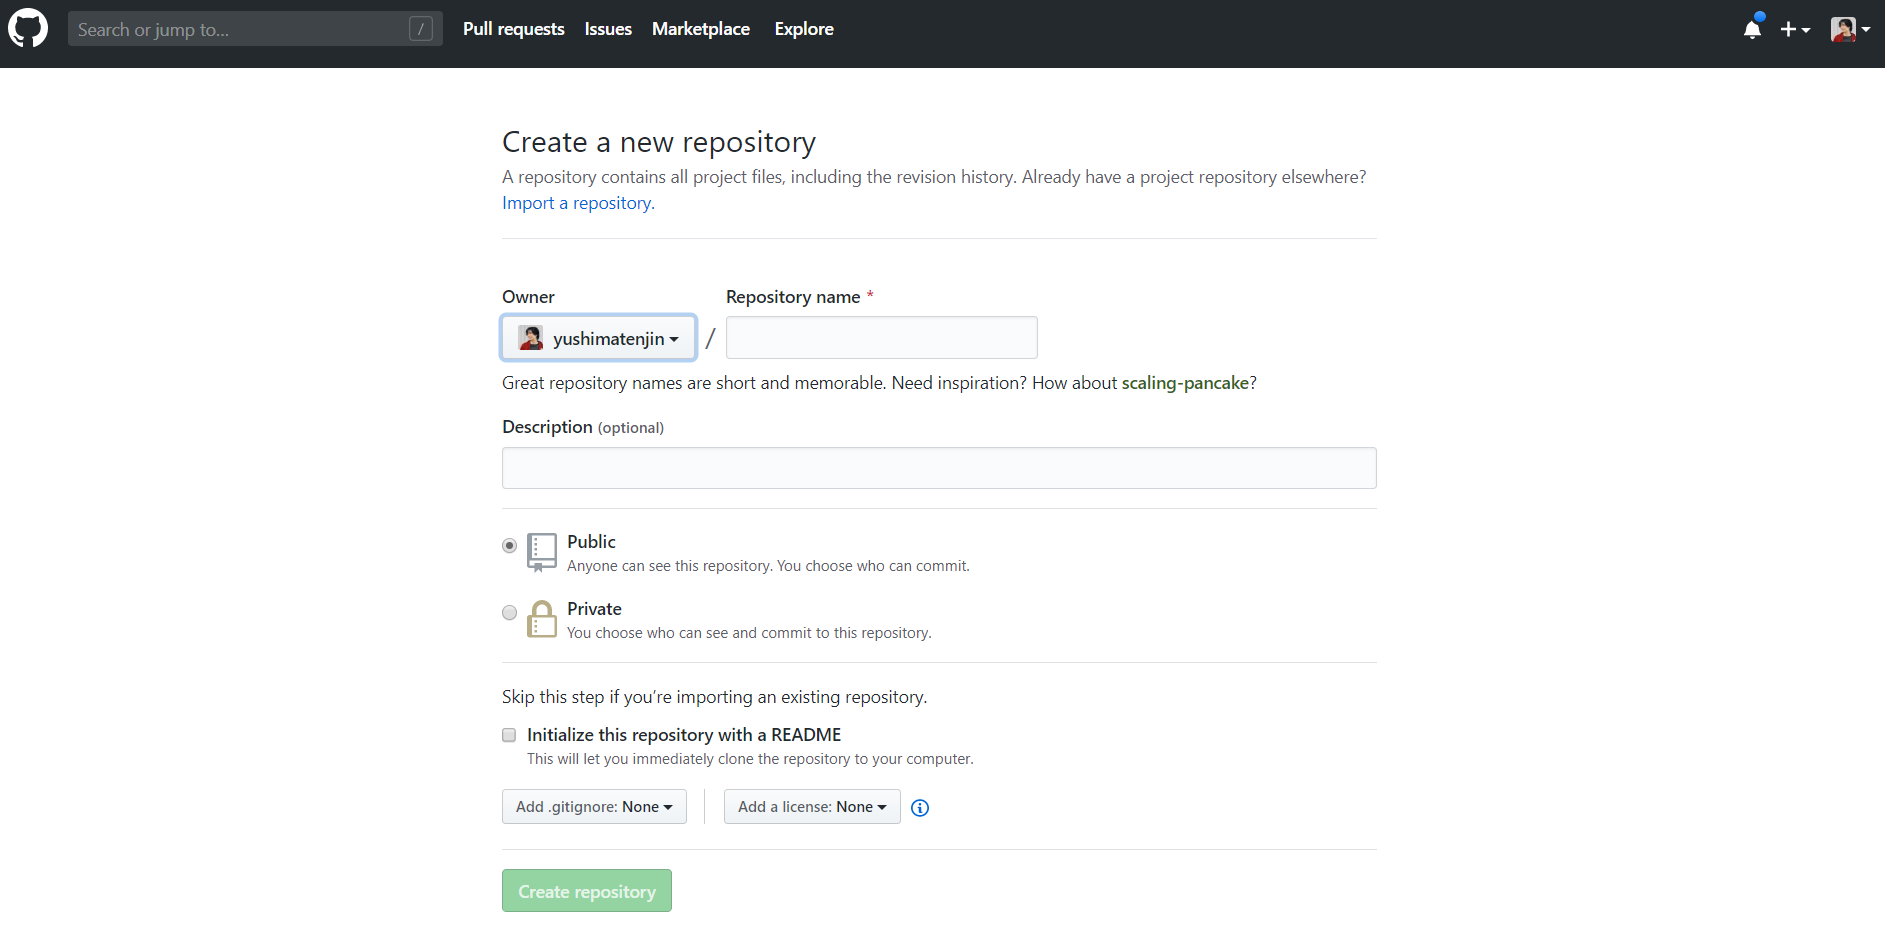 Search or jump to... / Pull requests Issues Marketplace Explore
Create a new repository
A repository contains all project files, including the revision history. Already have a project repository elsewhere?
Import a repository.
Owner Repository name *
yushimatenjin /
Great repository names are short and memorable. Need inspiration? How about scaling-pancake?
Description (optional)
Public
Anyone can see this repository. You choose who can commit.
Private
You choose who can see and commit to this repository.
Skip this step if you’re importing an existing repository.
Initialize this repository with a README
This will let you immediately clone the repository to your computer.
Add .gitignore: None Add a license: None
Create repository